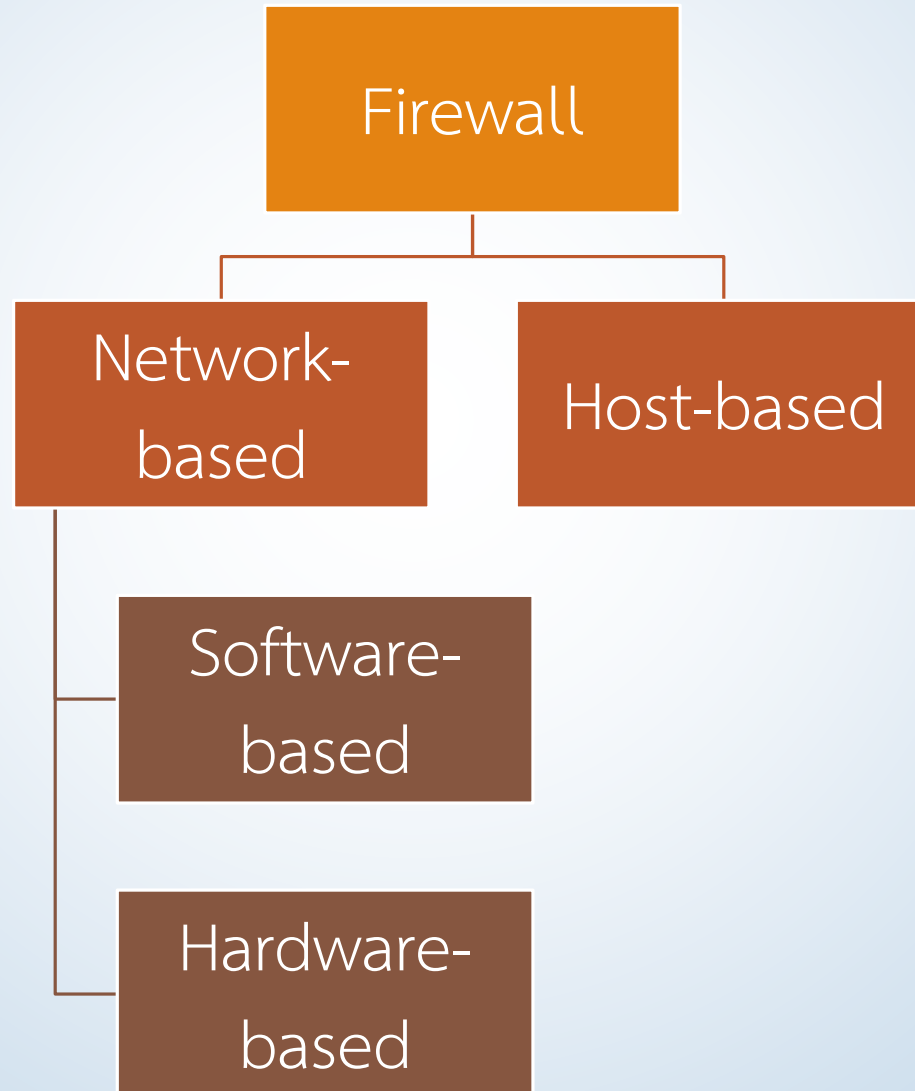 Firewall
Network-
based
Host-based
Software-
based
Hardware-
based